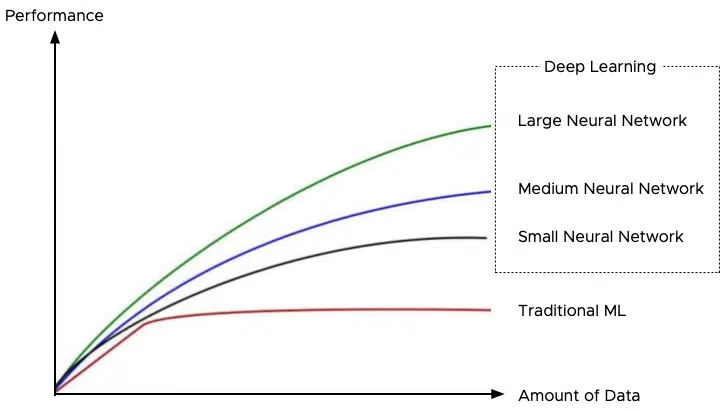 Performance
Deep Learning
Large Neural Network
Medium Neural Network
Small Neural Network
Traditional ML
Amount of Data